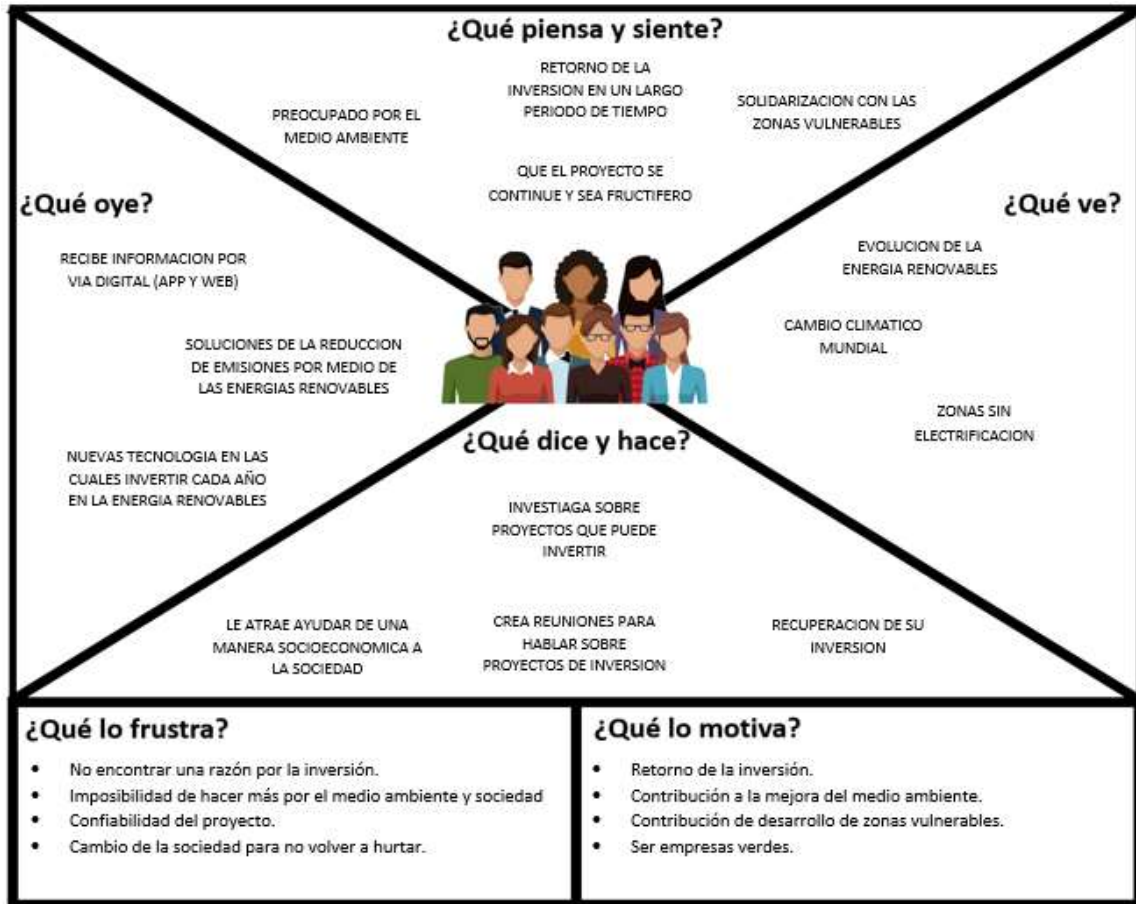 ¿Qué piensa y siente?
RETORNO DE LA
INVERSION EN UN LARGO
PERIODO DE TIEMPO
PREOCUPADO POR EL
MEDIO AMBIENTE
SOLIDARIZACION CON LAS
ZONAS VULNERABLES
QUE EL PROYECTO SE
CONTINUE Y SEA FRUCTIFERO
¿Qué oye?
RECIBE INFORMACION POR
VIA DIGITAL (APP Y WEB)
SOLUCIONES DE LA REDUCCION
DE EMISIONES POR MEDIO DE
LAS ENERGIAS RENOVABLES
NUEVAS TECNOLOGIA EN LAS
CUALES INVERTIR CADA AÑO
EN LA ENERGIA RENOVABLES
¿Qué ve?
EVOLUCION DE LA
ENERGIA RENOVABLES
CAMBIO CLIMATICO
MUNDIAL
ZONAS SIN
ELECTRIFICACION
¿Qué dice y hace?
INVESTIAGA SOBRE
PROYECTOS QUE PUEDE
INVERTIR
LE ATRAE AYUDAR DE UNA
MANERA SOCIOECONOMICA A
LA SOCIEDAD
CREA REUNIONES PARA
HABLAR SOBRE
PROYECTOS DE INVERSION
RECUPERACION DE SU
INVERSION
¿Qué lo frustra?
• No encontrar una razón por la inversión.
• Imposibilidad de hacer más por el medio ambiente y sociedad
• Confiabilidad del proyecto.
• Cambio de la sociedad para no volver a hurtar.
¿Qué lo motiva?
• Retorno de la inversión.
• Contribución a la mejora del medio ambiente.
• Contribución de desarrollo de zonas vulnerables.
• Ser empresas verdes.